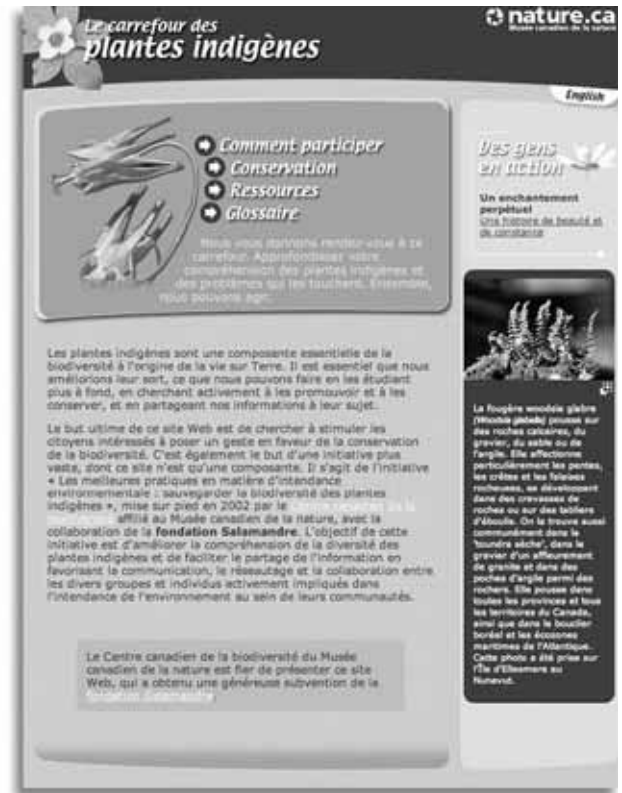 Le carrefour des
plantes indigènes
nature.ca
Musée canadien de la nature
English
Comment participer
Conservation
Ressources
Glossaire
Nous vous donnons rendez-vous à ce
carrefour. Approfondissez votre
compréhension des plantes indigènes et
des problèmes qui les touchent. Ensemble,
nous pouvons agir.
Des gens
en action
Un enchantement
perpétuel
Une histoire de beauté et
de constance
Les plantes indigènes sont une composante essentielle de la
biodiversité à l'origine de la vie sur Terre. Il est essentiel que nous
améliorions leur sort, ce que nous pouvons faire en les étudiant
plus à fond, en cherchant activement à les promouvoir et à les
conserver, et en partageant nos informations à leur sujet.
Le but ultime de ce site Web est de chercher à stimuler les
citoyens intéressés à poser un geste en faveur de la conservation
de la biodiversité. C'est également le but d'une initiative plus
vaste, dont ce site n'est qu'une composante. Il s'agit de l'initiative
« Les meilleures pratiques en matière d'intendance
environnementale : sauvegarder la biodiversité des plantes
indigènes », mise sur pied en 2002 par le Centre canadien de la
biodiversité affilié au Musée canadien de la nature, avec la
collaboration de la fondation Salamandre. L'objectif de cette
initiative est d'améliorer la compréhension de la diversité des
plantes indigènes et de faciliter le partage de l'information en
favorisant la communication, le réseautage et la collaboration entre
les divers groupes et individus activement impliqués dans
l'intendance de l'environnement au sein de leurs communautés.
Le Centre canadien de la biodiversité du Musée
canadien de la nature est fier de présenter ce site
Web, qui a obtenu une généreuse subvention de la
fondation Salamandre.
La fougère woodsie glabre
(Woodsia glabella) pousse sur
des roches calcaires, du
gravier, du sable ou de
l'argile. Elle affectionne
particulièrement les pentes,
les crêtes et les falaises
rocheuses, se développant
dans des crevasses de
roches ou sur des tabliers
d'éboulis. On la trouve aussi
communément dans la
'toundra sèche', dans le
gravier d'un affleurement
de granite et dans des
poches d'argile parmi des
rochers. Elle pousse dans
toutes les provinces et tous
les territoires du Canada,
ainsi que dans le bouclier
boréal et les écozones
maritimes de l'Atlantique.
Cette photo a été prise sur
l'Île d'Ellesmere au
Nunavut.